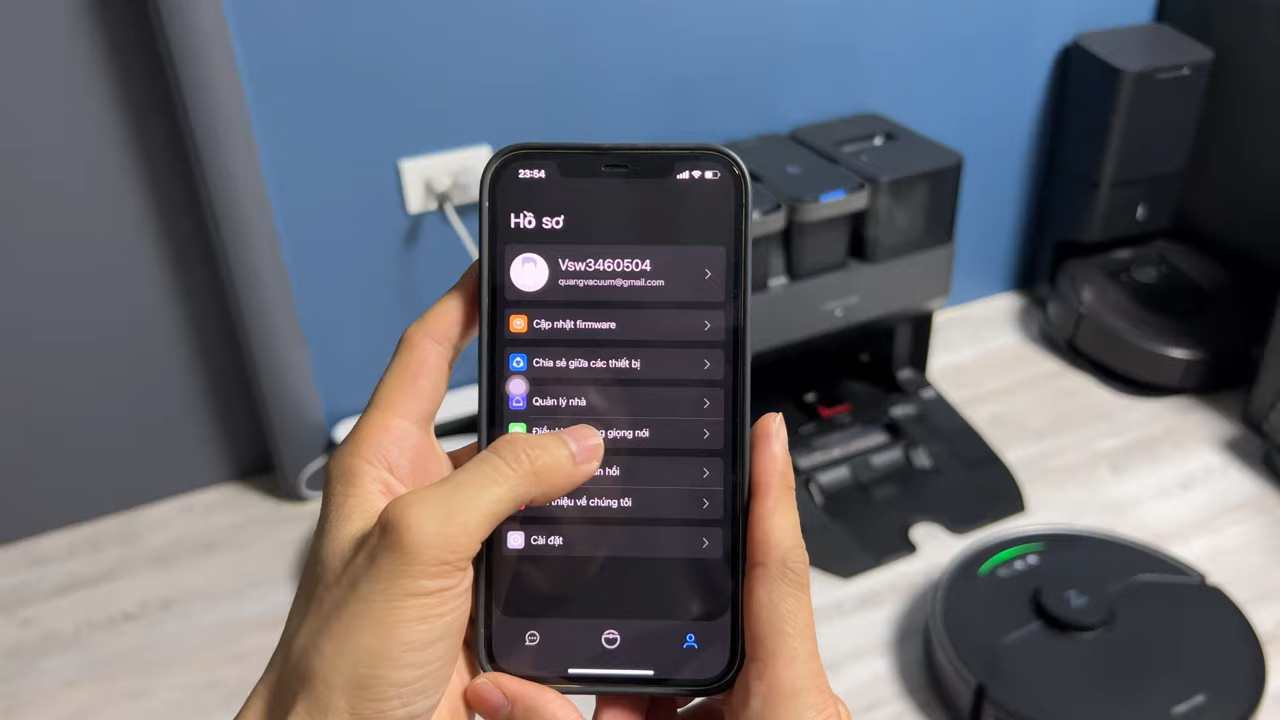 23:54
Hồ sơ
Vsw3460504
quangvacuum@gmail.com
Cập nhật firmware
Chia sẻ giữa các thiết bị
Quản lý nhà
giọng nói
hồi
thiệu về chúng tôi
Cài đặt